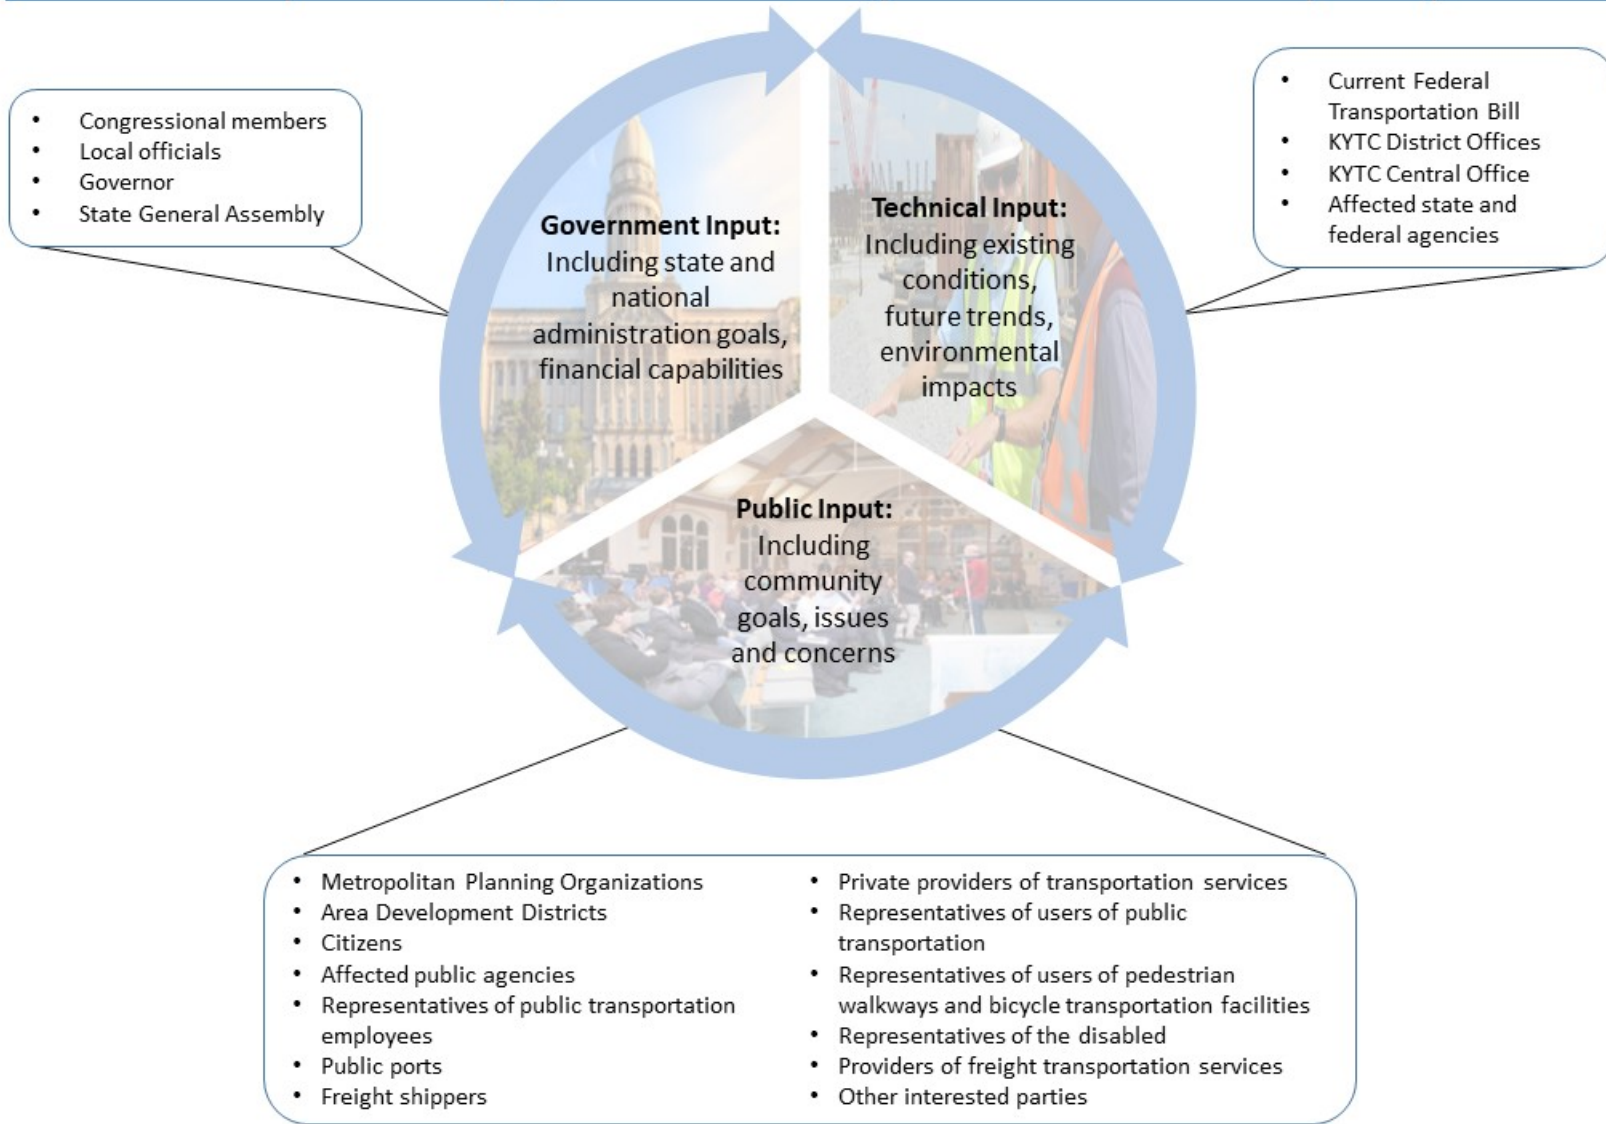 • Congressional members
• Local officials
• Governor
• State General Assembly
• Current Federal
Transportation Bill
• KYTC District Offices
• KYTC Central Office
• Affected state and
federal agencies
Government Input:
Including state and
national
administration goals,
financial capabilities
Technical Input:
Including existing
conditions,
future trends,
environmental
impacts
Public Input:
Including
community
goals, issues
and concerns
• Metropolitan Planning Organizations
• Area Development Districts
• Citizens
• Affected public agencies
• Representatives of public transportation
employees
• Public ports
• Freight shippers
• Private providers of transportation services
• Representatives of users of public
transportation
• Representatives of users of pedestrian
walkways and bicycle transportation facilities
• Representatives of the disabled
• Providers of freight transportation services
• Other interested parties